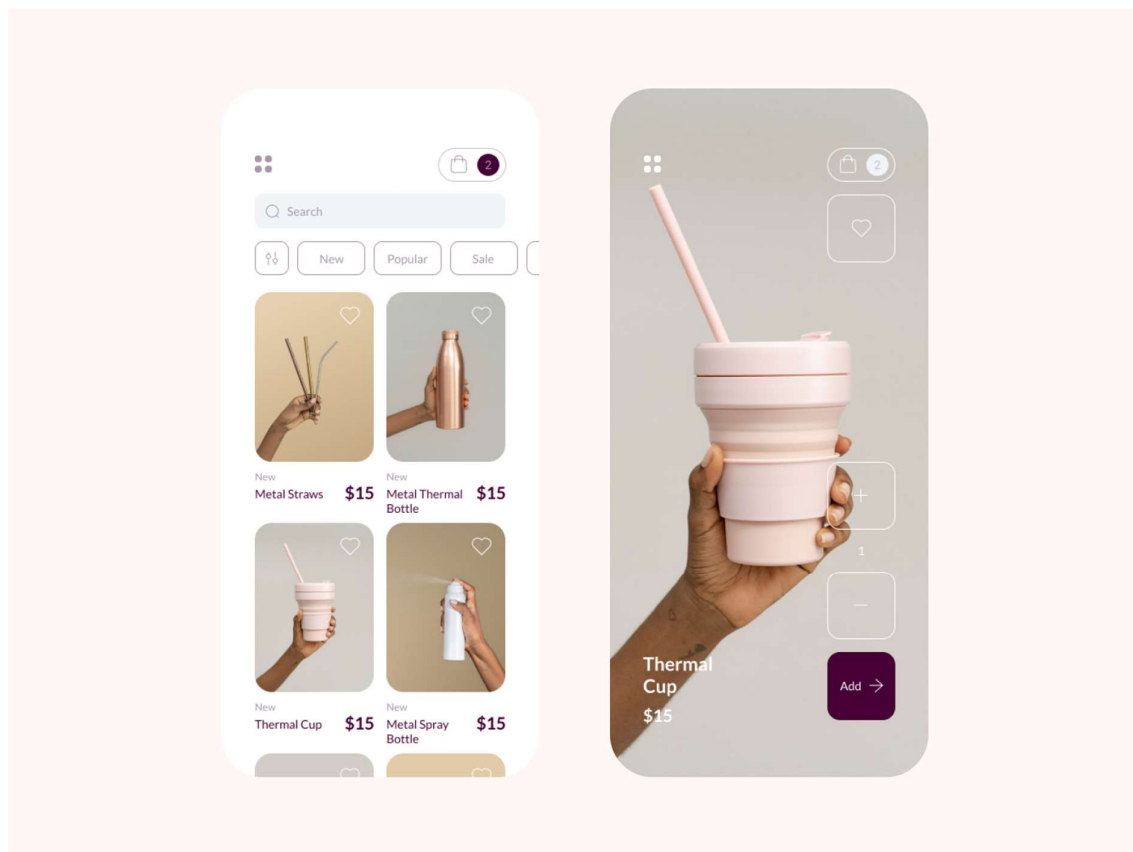 2
Search
New
Popular
Sale
New
Metal Straws
$15
New
Metal Thermal
Bottle
$15
New
Thermal Cup
$15
New
Metal Spray
Bottle
$15
2
1
Thermal
Cup
$15
Add